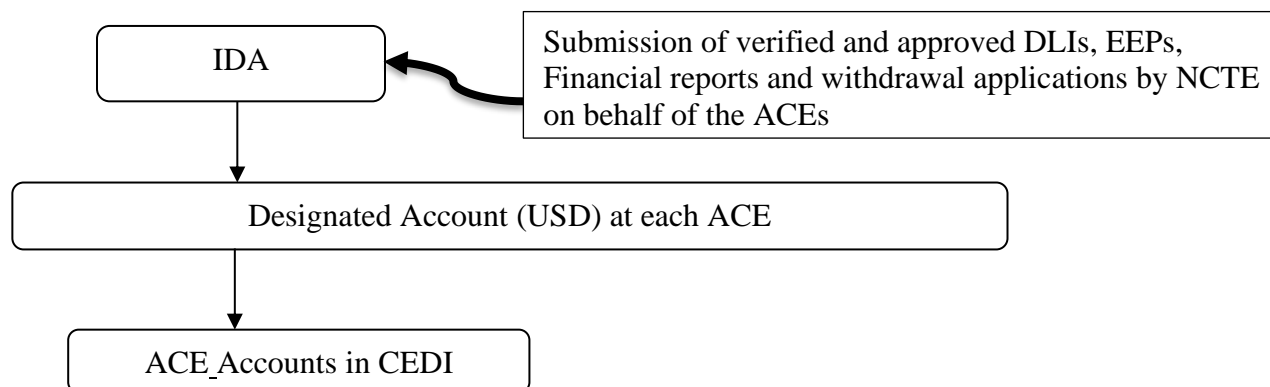 IDA
Submission of verified and approved DLIs, EEPs,
Financial reports and withdrawal applications by NCTE
on behalf of the ACEs
Designated Account (USD) at each ACE
ACE Accounts in CEDI